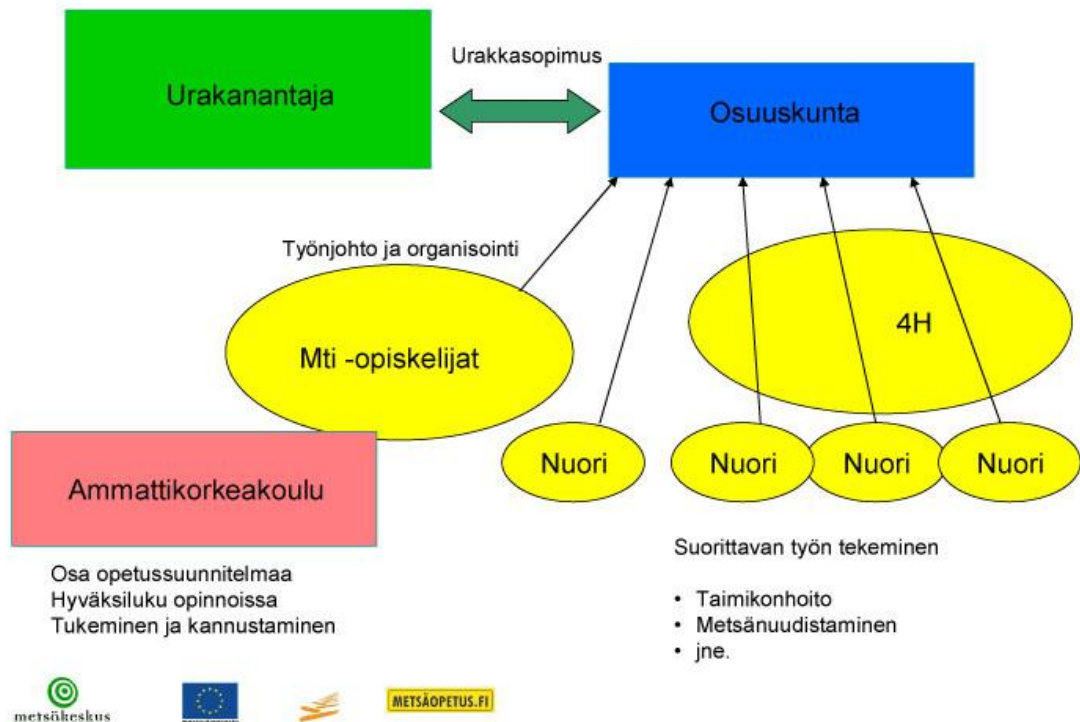 Urakkasopimus
Urakanantaja
Osuuskunta
Työnjohto ja organisointi
Mti -opiskelijat
4H
Nuori
Nuori
Nuori
Nuori
Ammattikorkeakoulu
Osa opetussuunnitelmaa
Hyväksiluku opinnoissa
Tukeminen ja kannustaminen
Suorittavan työn tekeminen
• Taimikonhoito
• Metsänuudistaminen
• jne.
metsäkeskus
METSÄOPETUS.FI